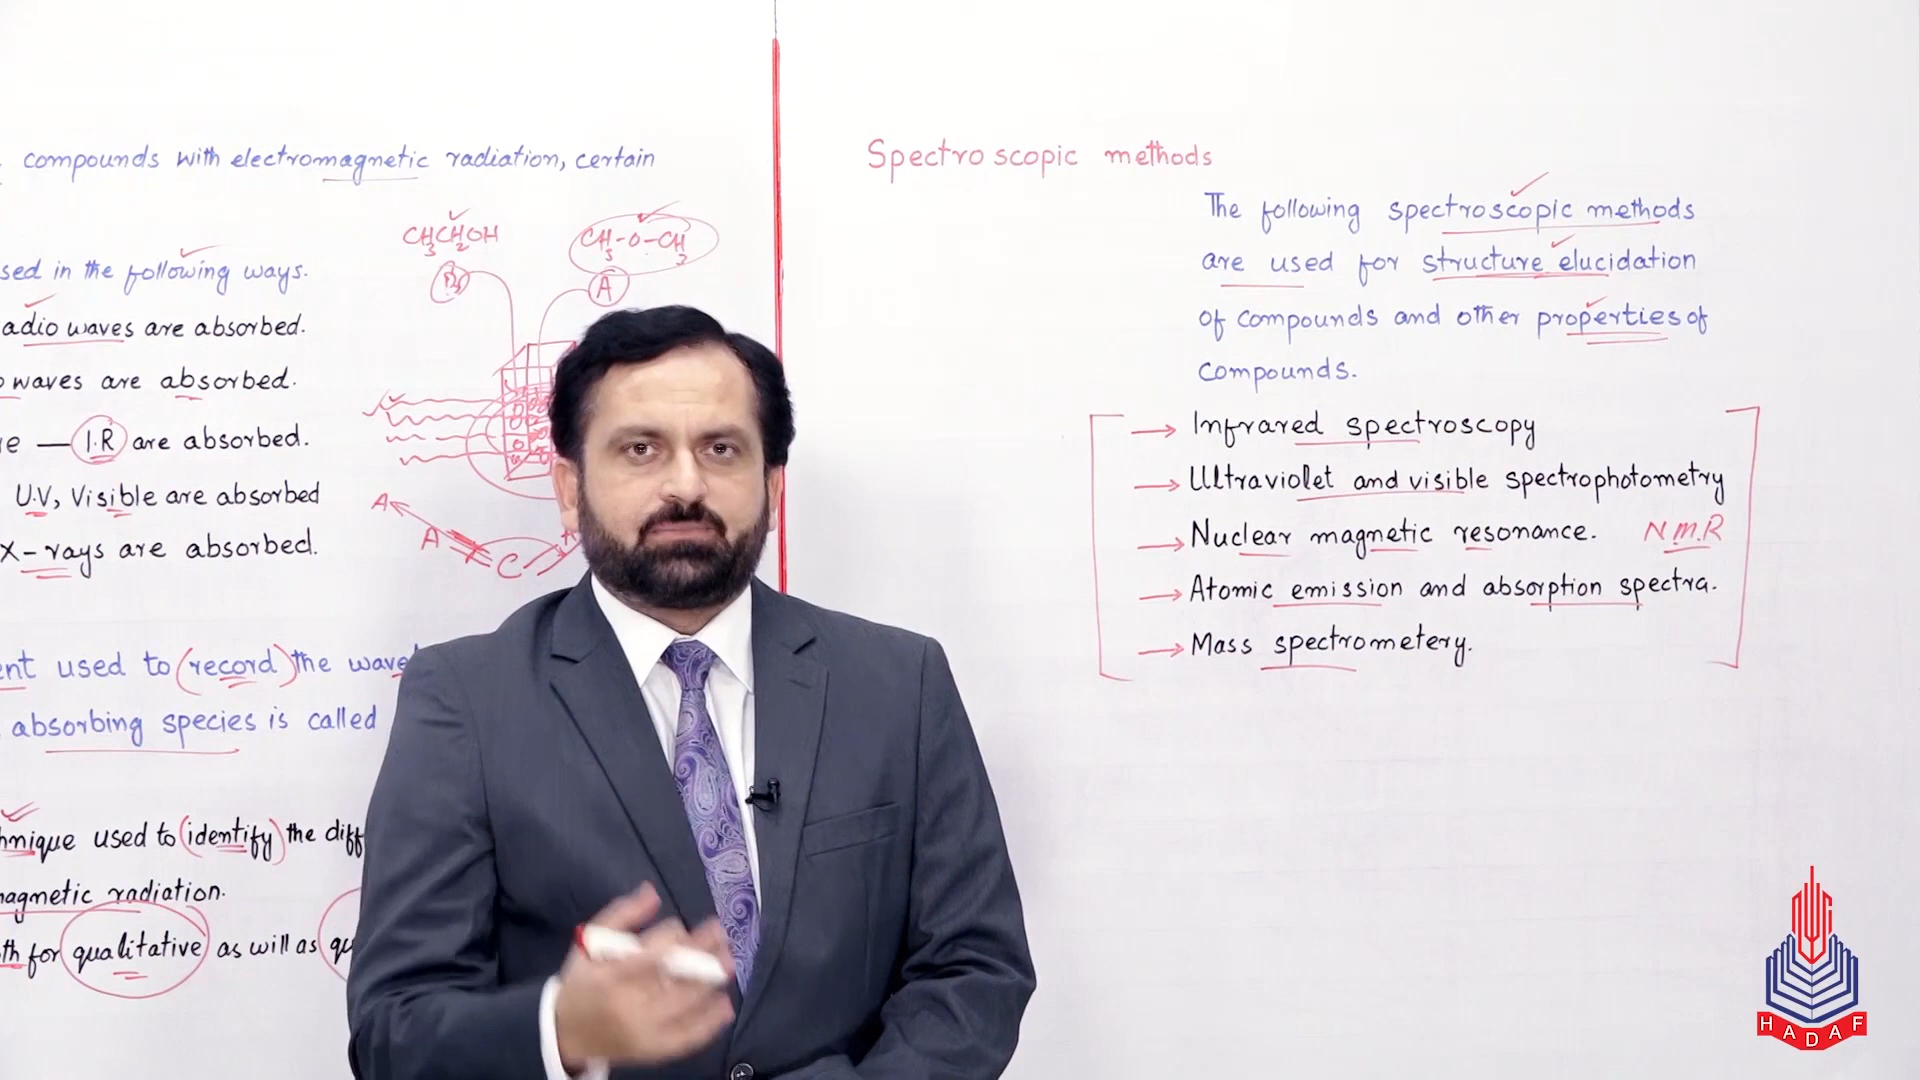 compounds with electromagnetic radiation, certain
CH3CH2OH
CH3-O-CH3
B
A
sed in the following ways.
adio waves are absorbed.
waves are absorbed.
I.R are absorbed.
U.V, Visible are absorbed
X-rays are absorbed.
A
A
C
A
ent used to (record) the wave
absorbing species is called
hnique used to (identify) the diff
magnetic radiation.
th for qualitative as will as qu
Spectroscopic methods
The following spectroscopic methods
are used for structure elucidation
of compounds and other properties of
compounds.
→ Infrared spectroscopy
→ Ultraviolet and visible spectrophotometry
→ Nuclear magnetic resonance. N.M.R
→ Atomic emission and absorption spectra.
→ Mass spectrometery.
HADAF